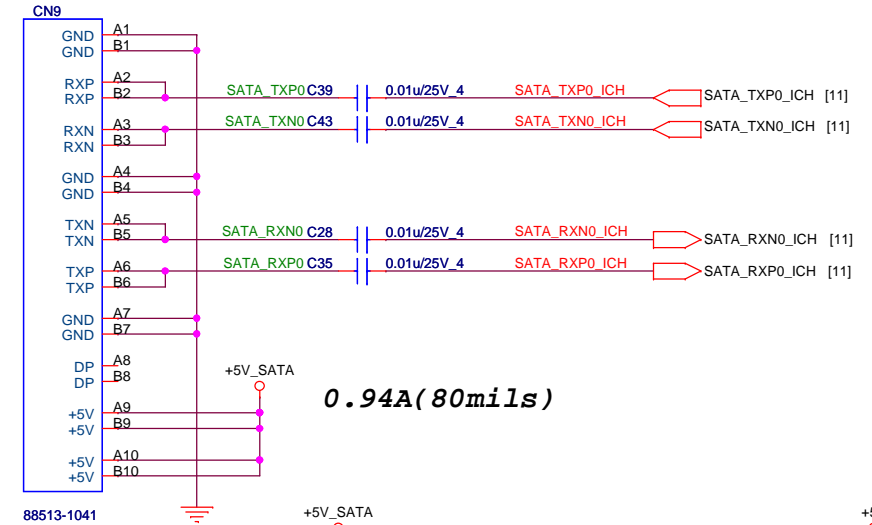 CN9
GND A1
GND B1
RXP A2
RXP B2 SATA_TXP0 C39 0.01u/25V_4 SATA_TXP0_ICH SATA_TXP0_ICH [11]
RXN A3 SATA_TXN0 C43 0.01u/25V_4 SATA_TXN0_ICH SATA_TXN0_ICH [11]
RXN B3
GND A4
GND B4
TXN A5
TXN B5 SATA_RXN0 C28 0.01u/25V_4 SATA_RXN0_ICH SATA_RXN0_ICH [11]
TXP A6 SATA_RXP0 C35 0.01u/25V_4 SATA_RXP0_ICH SATA_RXP0_ICH [11]
TXP B6
GND A7
GND B7
DP A8
DP B8
+5V_SATA
0.94A(80mils)
+5V A9
+5V B9
+5V A10
+5V B10
88513-1041
+5V_SATA